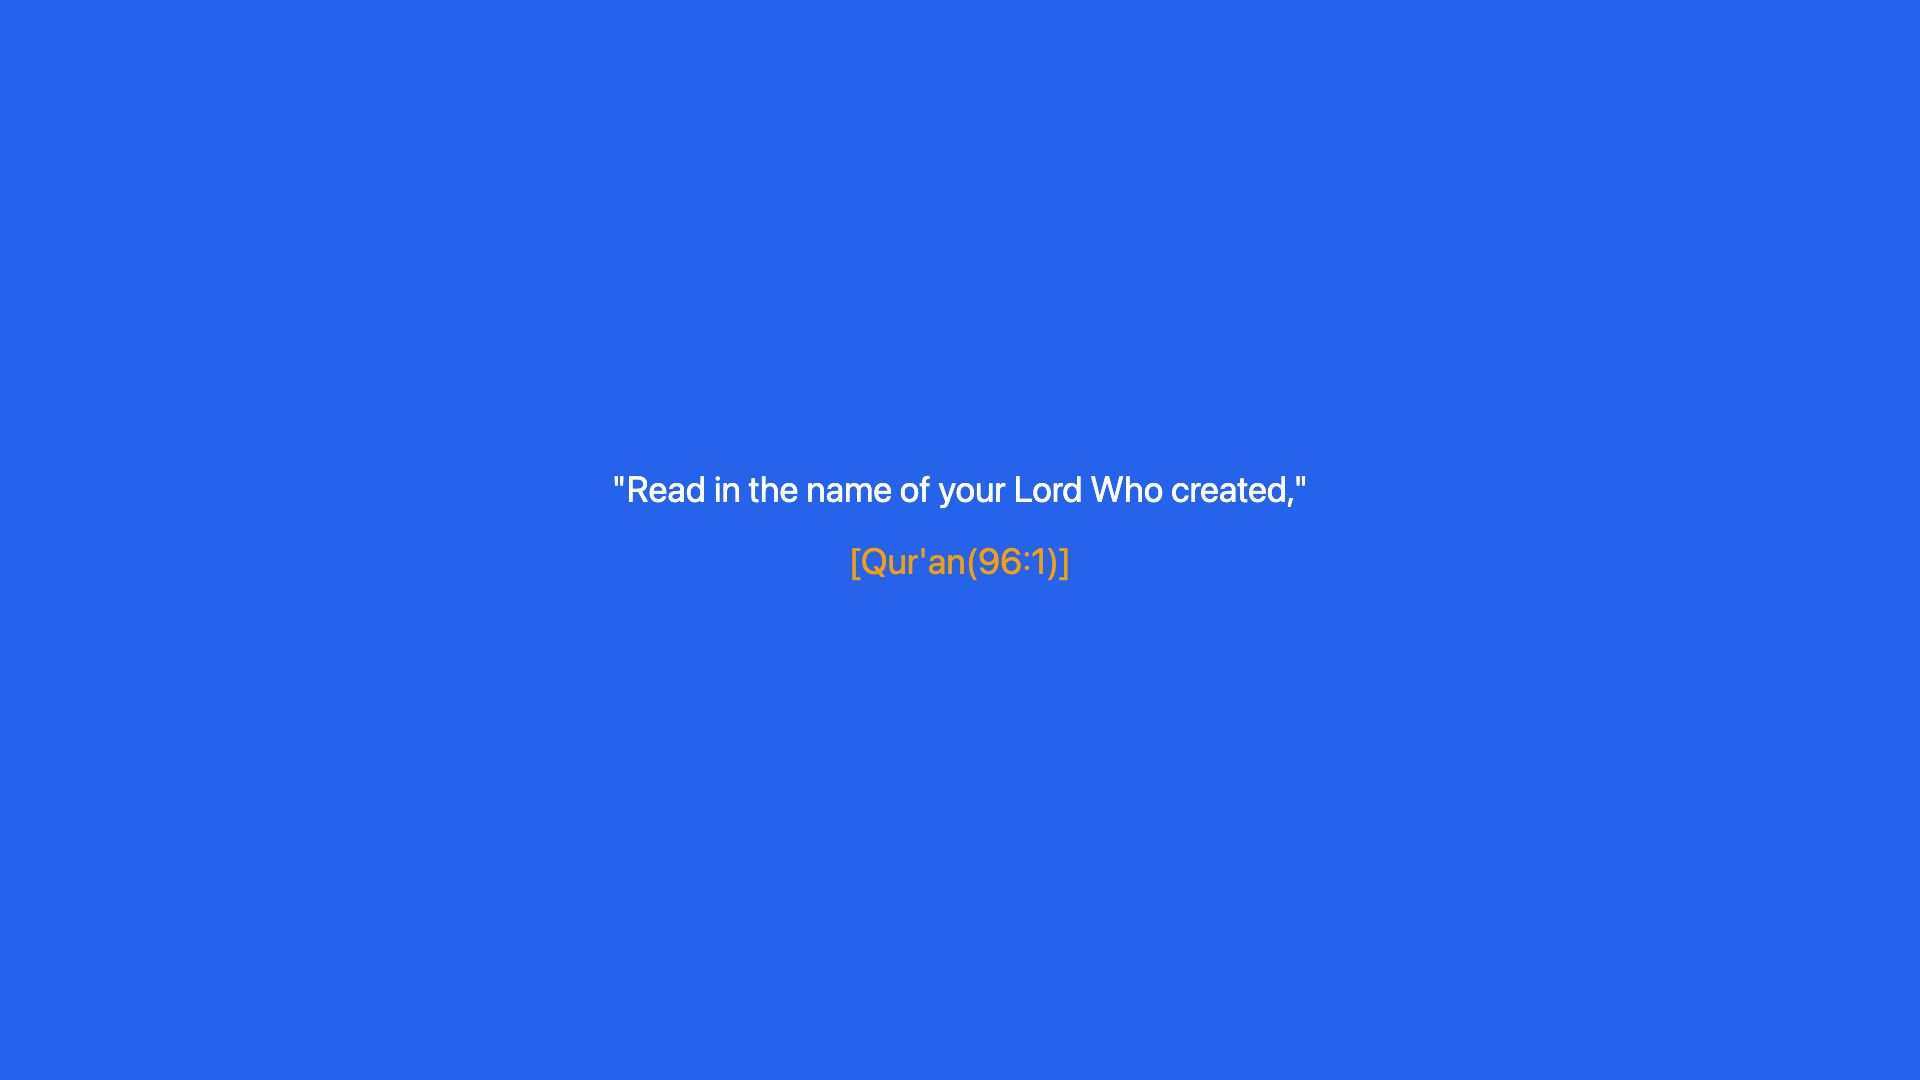 "Read in the name of your Lord Who created,"
[Qur'an(96:1)]